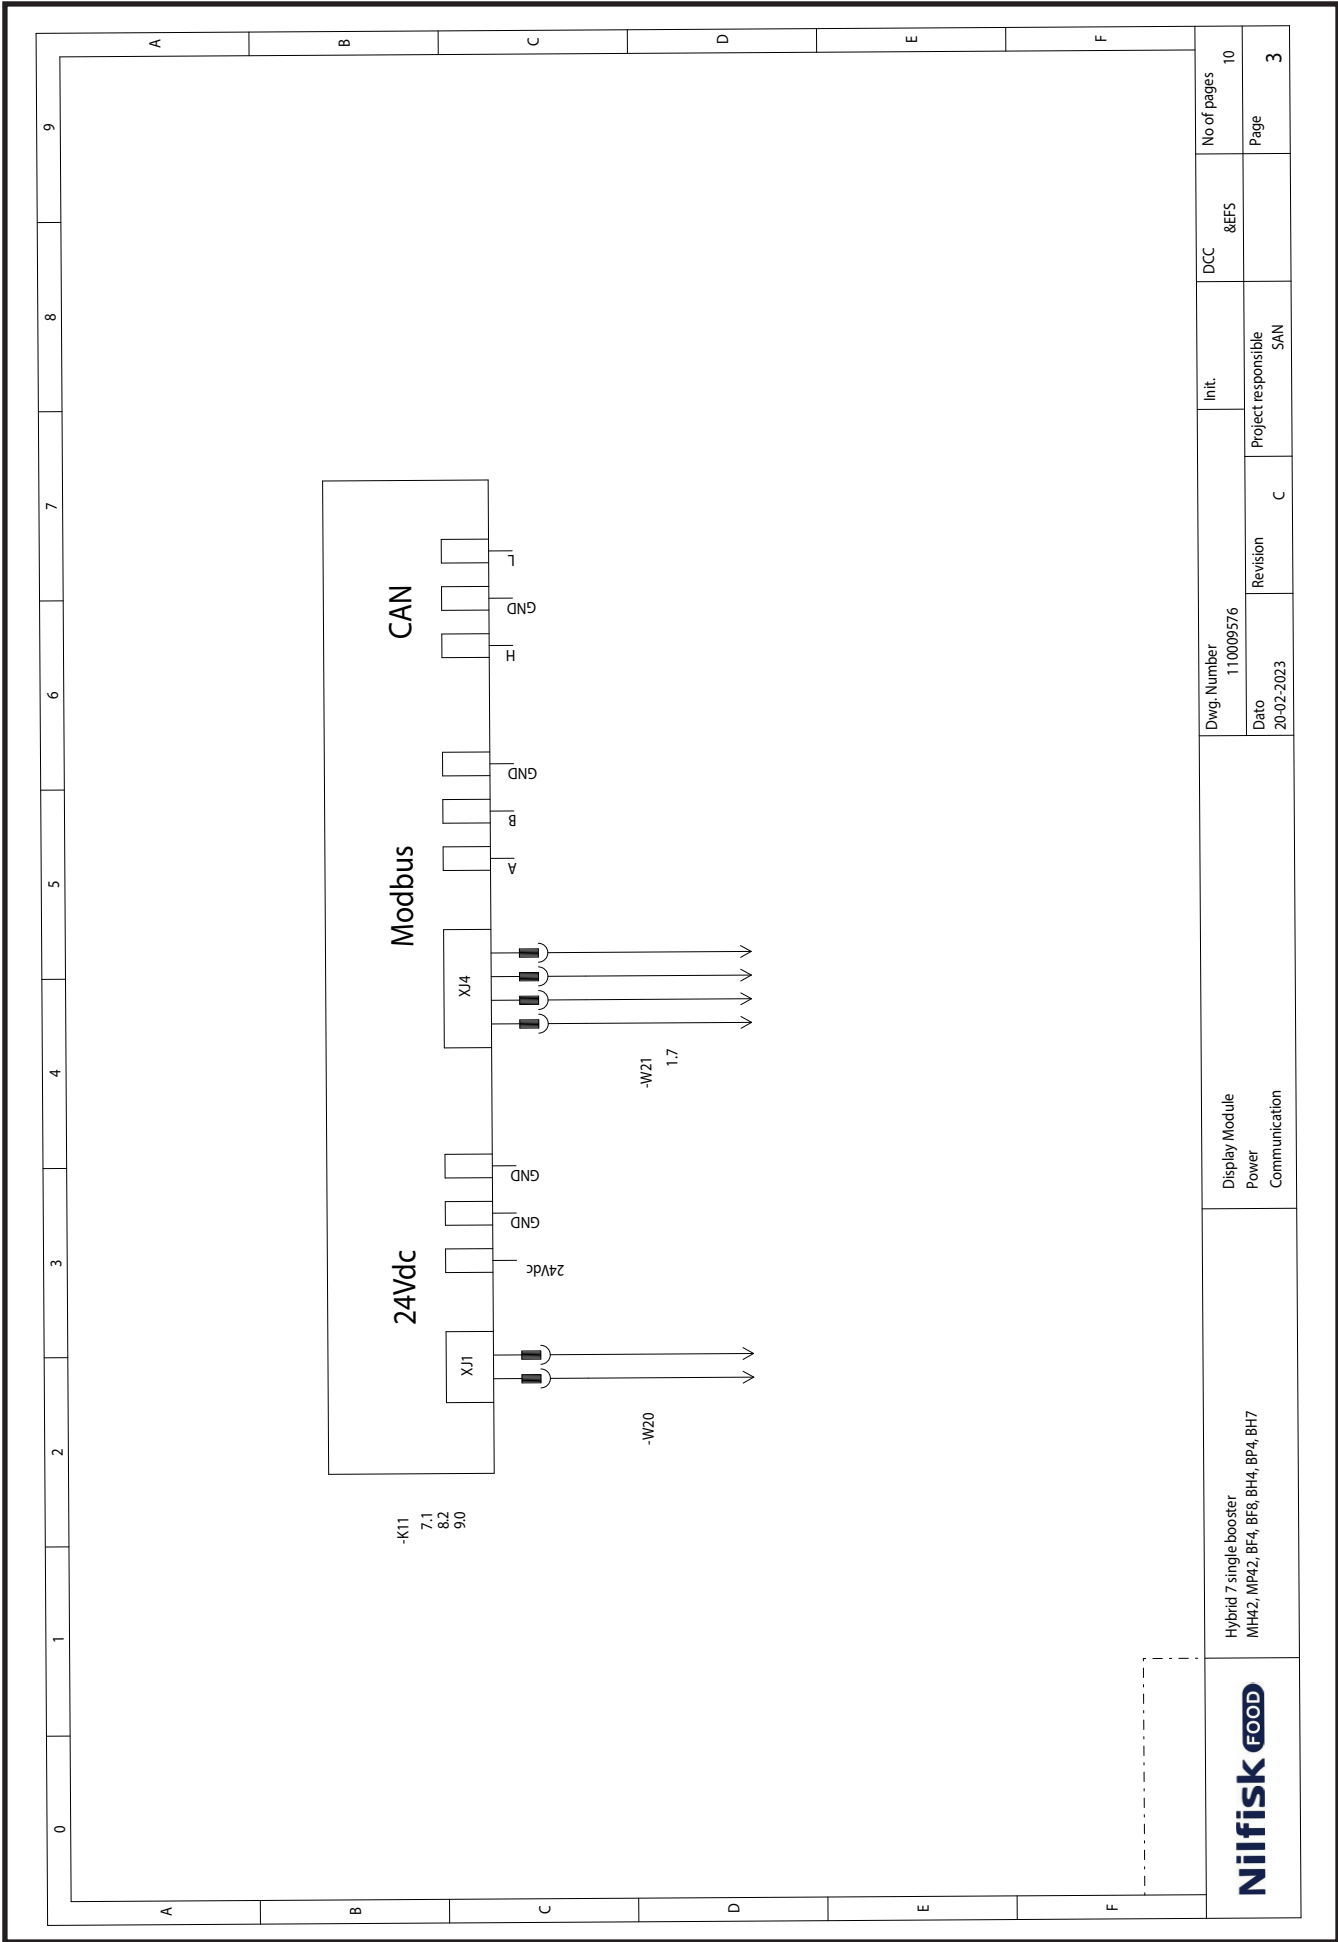 0 1 2 3 4 5 6 7 8 9
A
B
C
D
E
F
A
B
C
D
E
F
-K11
7.1
8.2
9.0
24Vdc
Modbus
CAN
XJ1
XJ4
24Vdc
GND
GND
A
B
GND
H
GND
L
-W20
-W21
1.7
Nilfisk FOOD
Hybrid 7 single booster
MH42, MP42, BF4, BF8, BH4, BP4, BH7
Display Module
Power
Communication
Dwg. Number
110009576
Init.
DCC
&EFS
No of pages
10
Dato
20-02-2023
Revision
C
Project responsible
SAN
Page
3